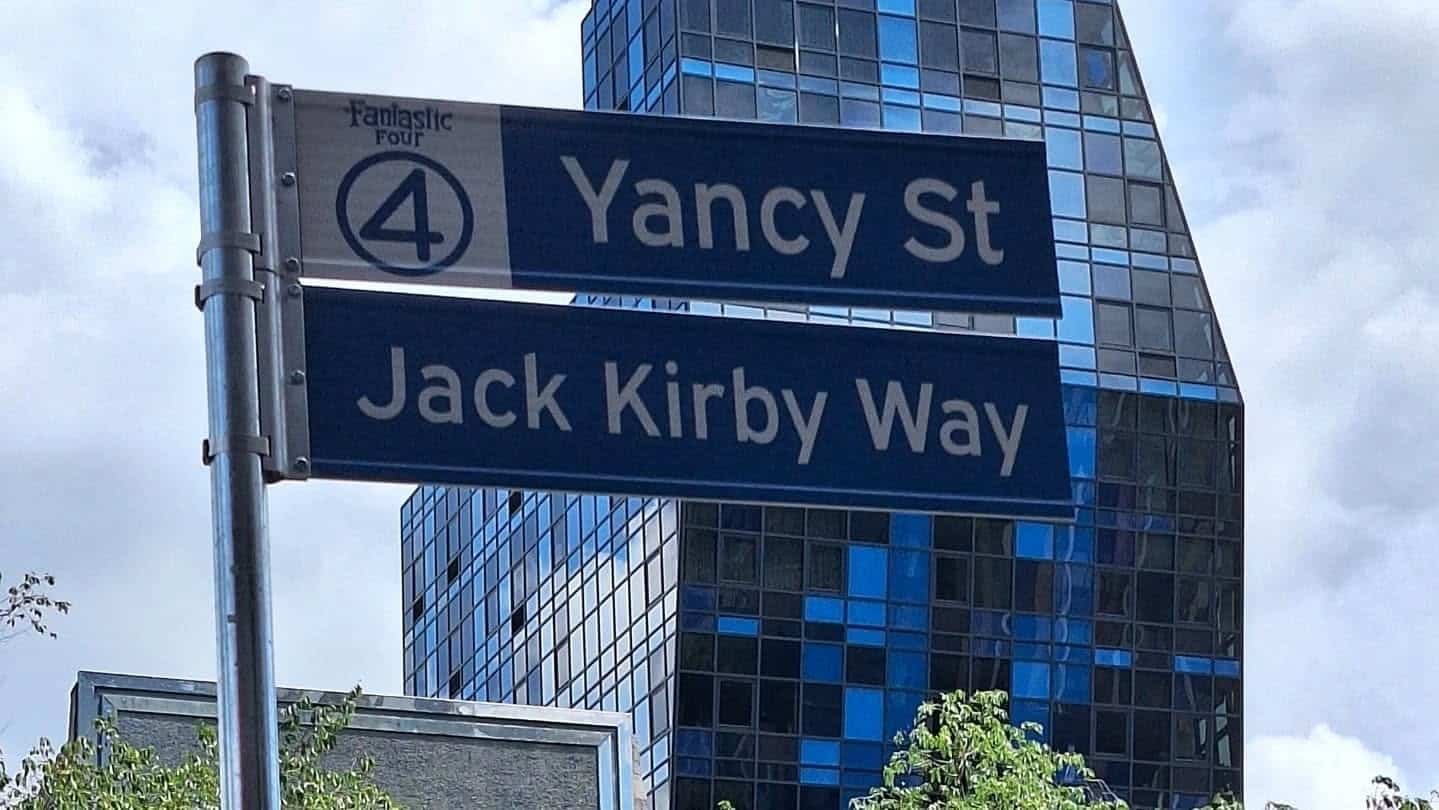 Fantastic
Four
4
Yancy St
Jack Kirby Way